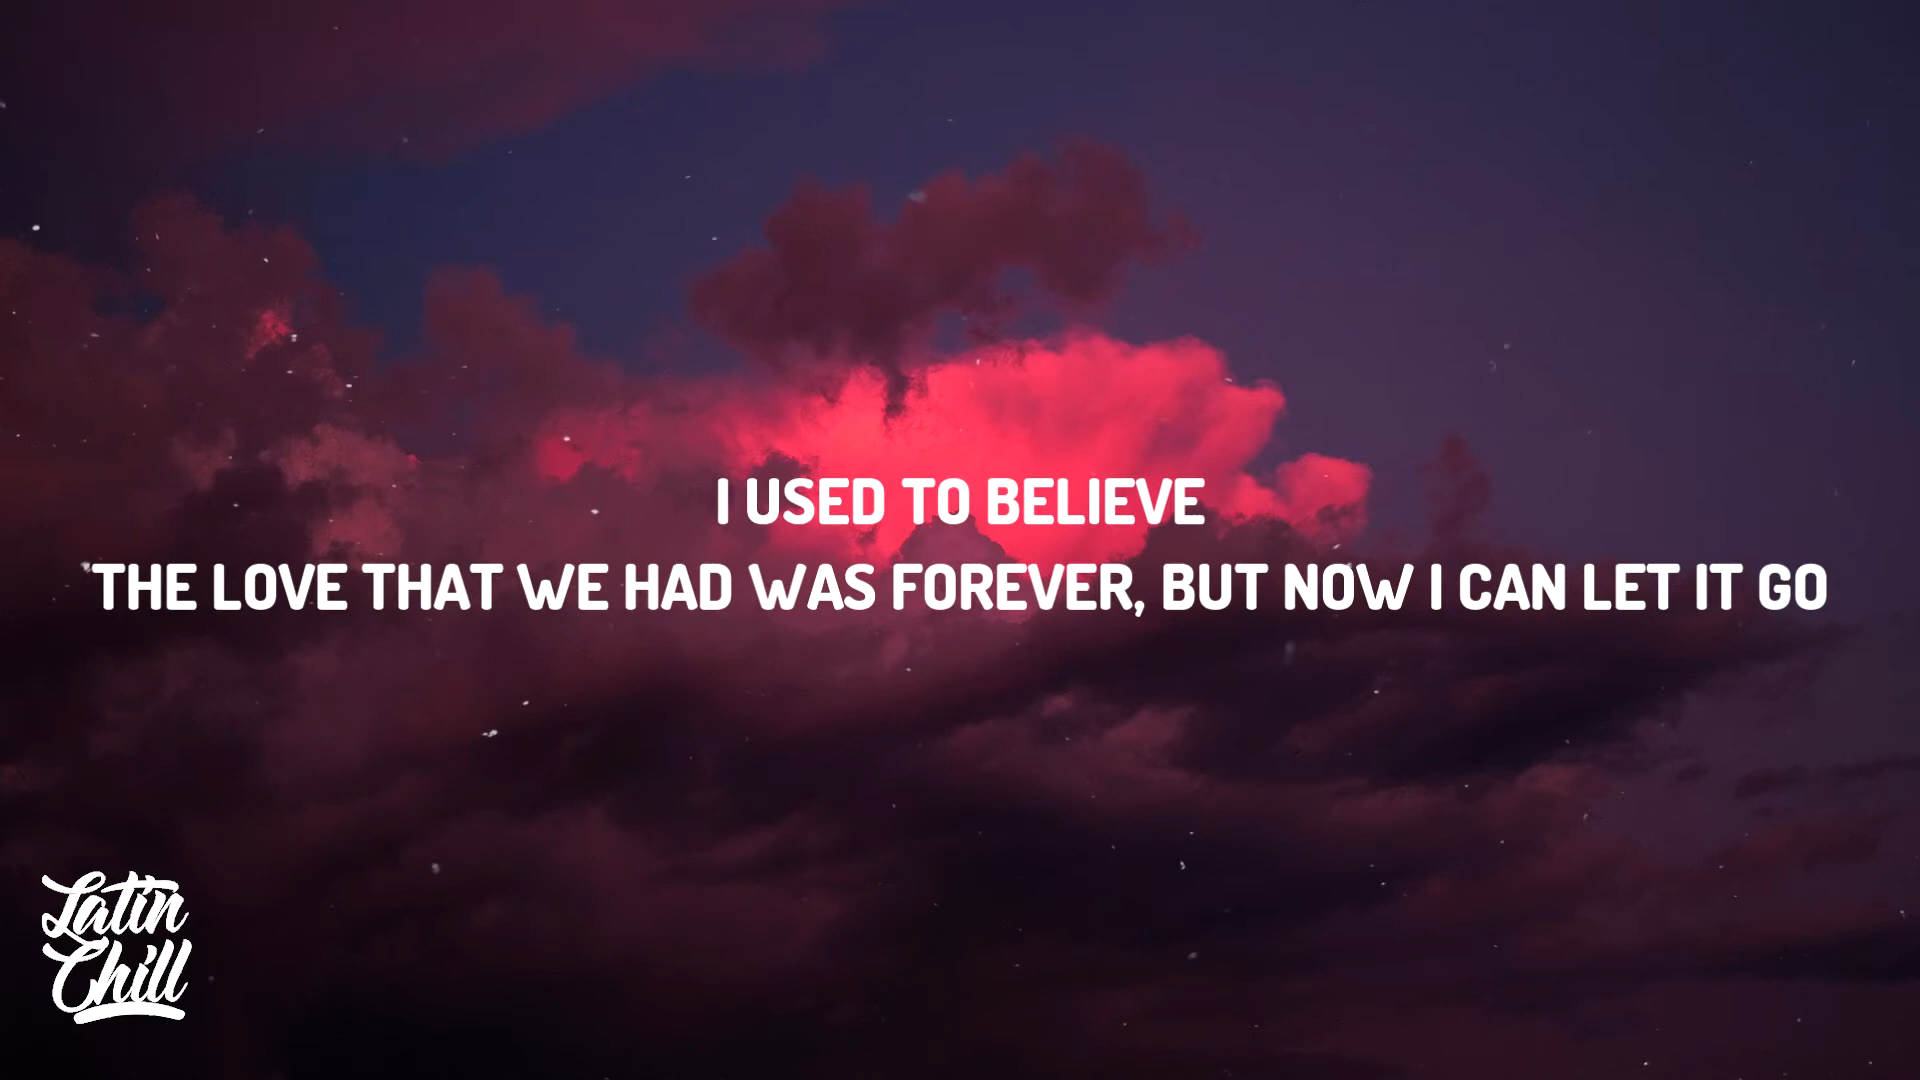 I USED TO BELIEVE
THE LOVE THAT WE HAD WAS FOREVER, BUT NOW I CAN LET IT GO
Latin
Chill